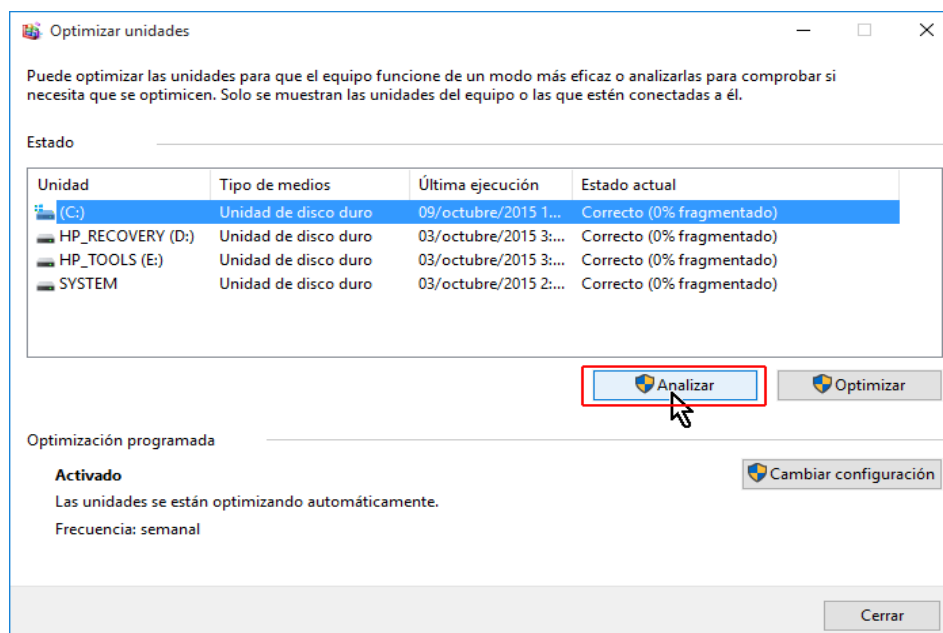 Optimizar unidades
Puede optimizar las unidades para que el equipo funcione de un modo más eficaz o analizarlas para comprobar si
necesita que se optimicen. Solo se muestran las unidades del equipo o las que estén conectadas a él.
Estado
Unidad Tipo de medios Última ejecución Estado actual
(C:) Unidad de disco duro 09/octubre/2015 1... Correcto (0% fragmentado)
HP_RECOVERY (D:) Unidad de disco duro 03/octubre/2015 3:... Correcto (0% fragmentado)
HP_TOOLS (E:) Unidad de disco duro 03/octubre/2015 3:... Correcto (0% fragmentado)
SYSTEM Unidad de disco duro 03/octubre/2015 2:... Correcto (0% fragmentado)
Analizar Optimizar
Optimización programada
Activado Cambiar configuración
Las unidades se están optimizando automáticamente.
Frecuencia: semanal
Cerrar